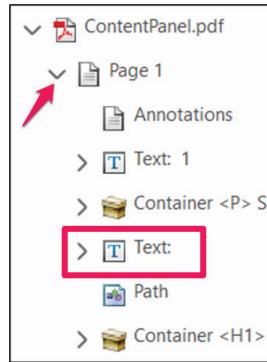 ContentPanel.pdf
Page 1
Annotations
Text: 1
Container <P> S
Text:
Path
Container <H1>